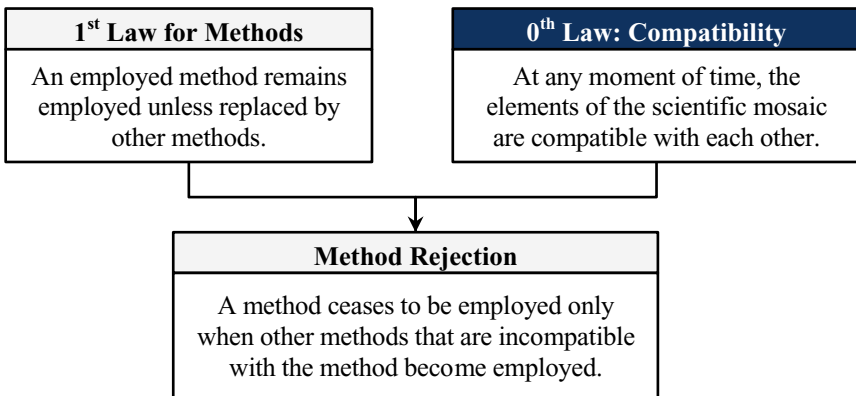 1st Law for Methods
An employed method remains
employed unless replaced by
other methods.
0th Law: Compatibility
At any moment of time, the
elements of the scientific mosaic
are compatible with each other.
Method Rejection
A method ceases to be employed only
when other methods that are incompatible
with the method become employed.